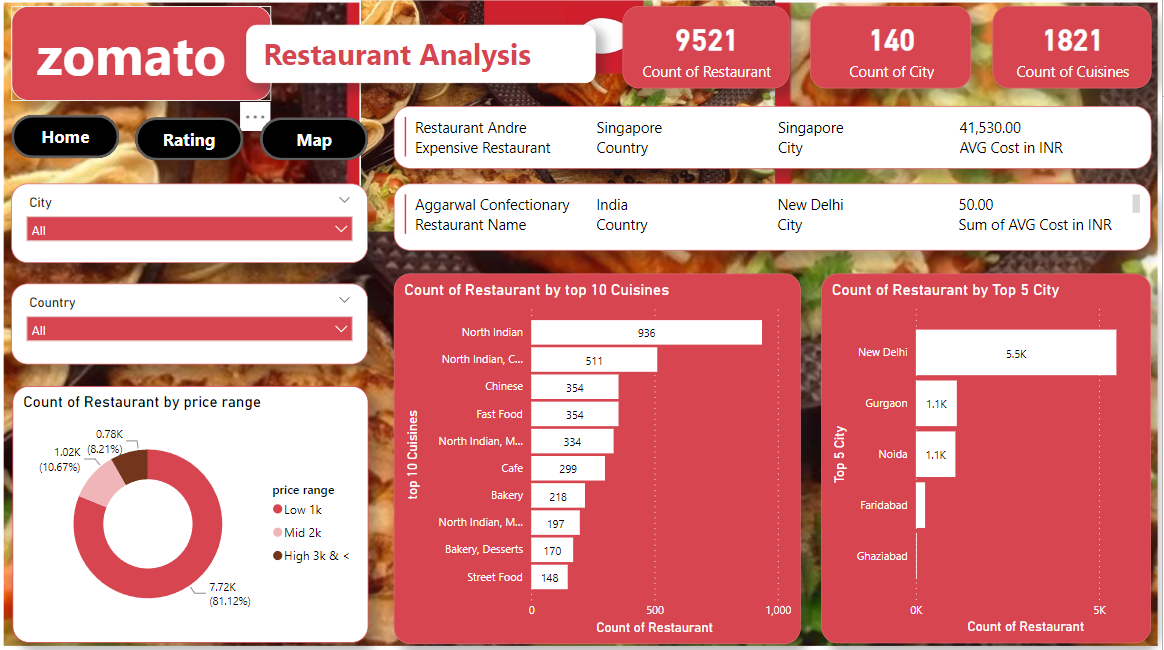 zomato
Restaurant Analysis
9521
Count of Restaurant
140
Count of City
1821
Count of Cuisines
Home
Rating
Map
Restaurant Andre Singapore Singapore 41,530.00
Expensive Restaurant Country City AVG Cost in INR
Aggarwal Confectionary India New Delhi 50.00
Restaurant Name Country City Sum of AVG Cost in INR
City
All
Country
All
Count of Restaurant by price range
0.78K
(8.21%)
1.02K
(10.67%)
7.72K
(81.12%)
price range
Low 1k
Mid 2k
High 3k & <
Count of Restaurant by top 10 Cuisines
top 10 Cuisines
North Indian 936
North Indian, C... 511
Chinese 354
Fast Food 354
North Indian, M... 334
Cafe 299
Bakery 218
North Indian, M... 197
Bakery, Desserts 170
Street Food 148
0 500 1,000
Count of Restaurant
Count of Restaurant by Top 5 City
Top 5 City
New Delhi 5.5K
Gurgaon 1.1K
Noida 1.1K
Faridabad
Ghaziabad
0K 5K
Count of Restaurant